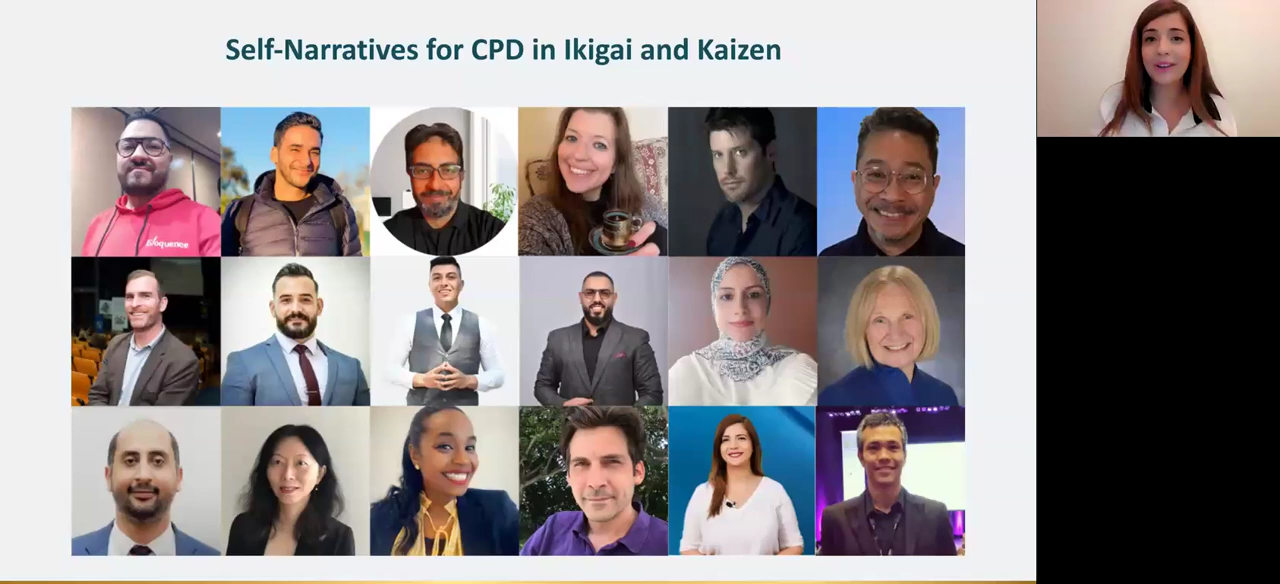 Self-Narratives for CPD in Ikigai and Kaizen
Eloquence